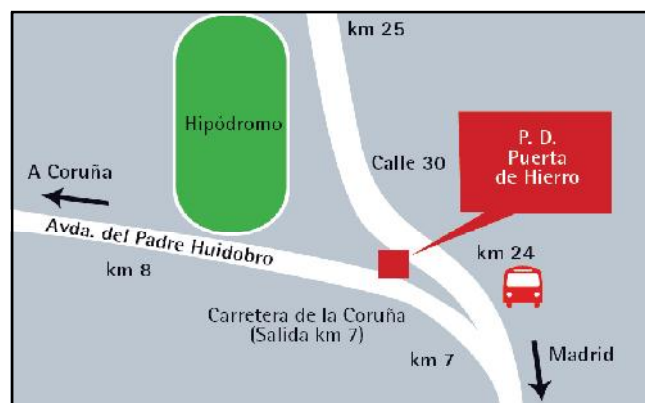 km 25
Hipódromo
P. D.
Puerta
de Hierro
Calle 30
A Coruña
Avda. del Padre Huidobro
km 24
km 8
Carretera de la Coruña
(Salida km 7)
km 7
Madrid